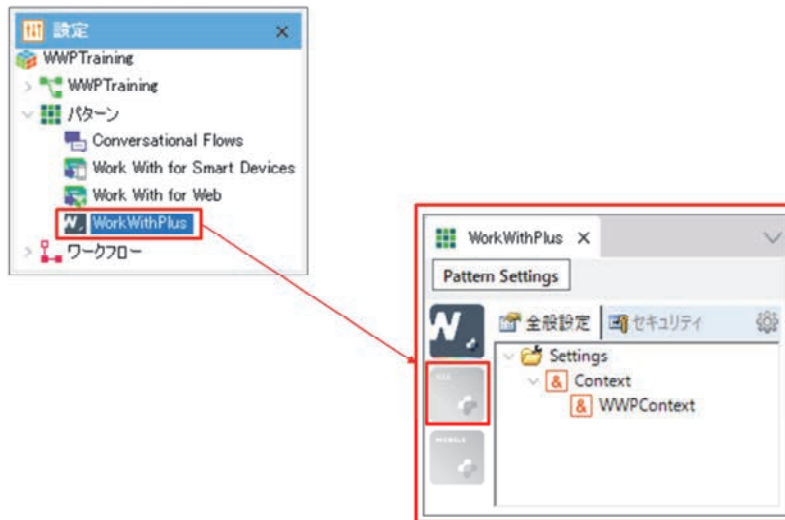 設定
WWPTraining
WWPTraining
パターン
Conversational Flows
Work With for Smart Devices
Work With for Web
WorkWithPlus
ワークフロー
WorkWithPlus
Pattern Settings
全般設定 セキュリティ
Settings
Context
WWPContext